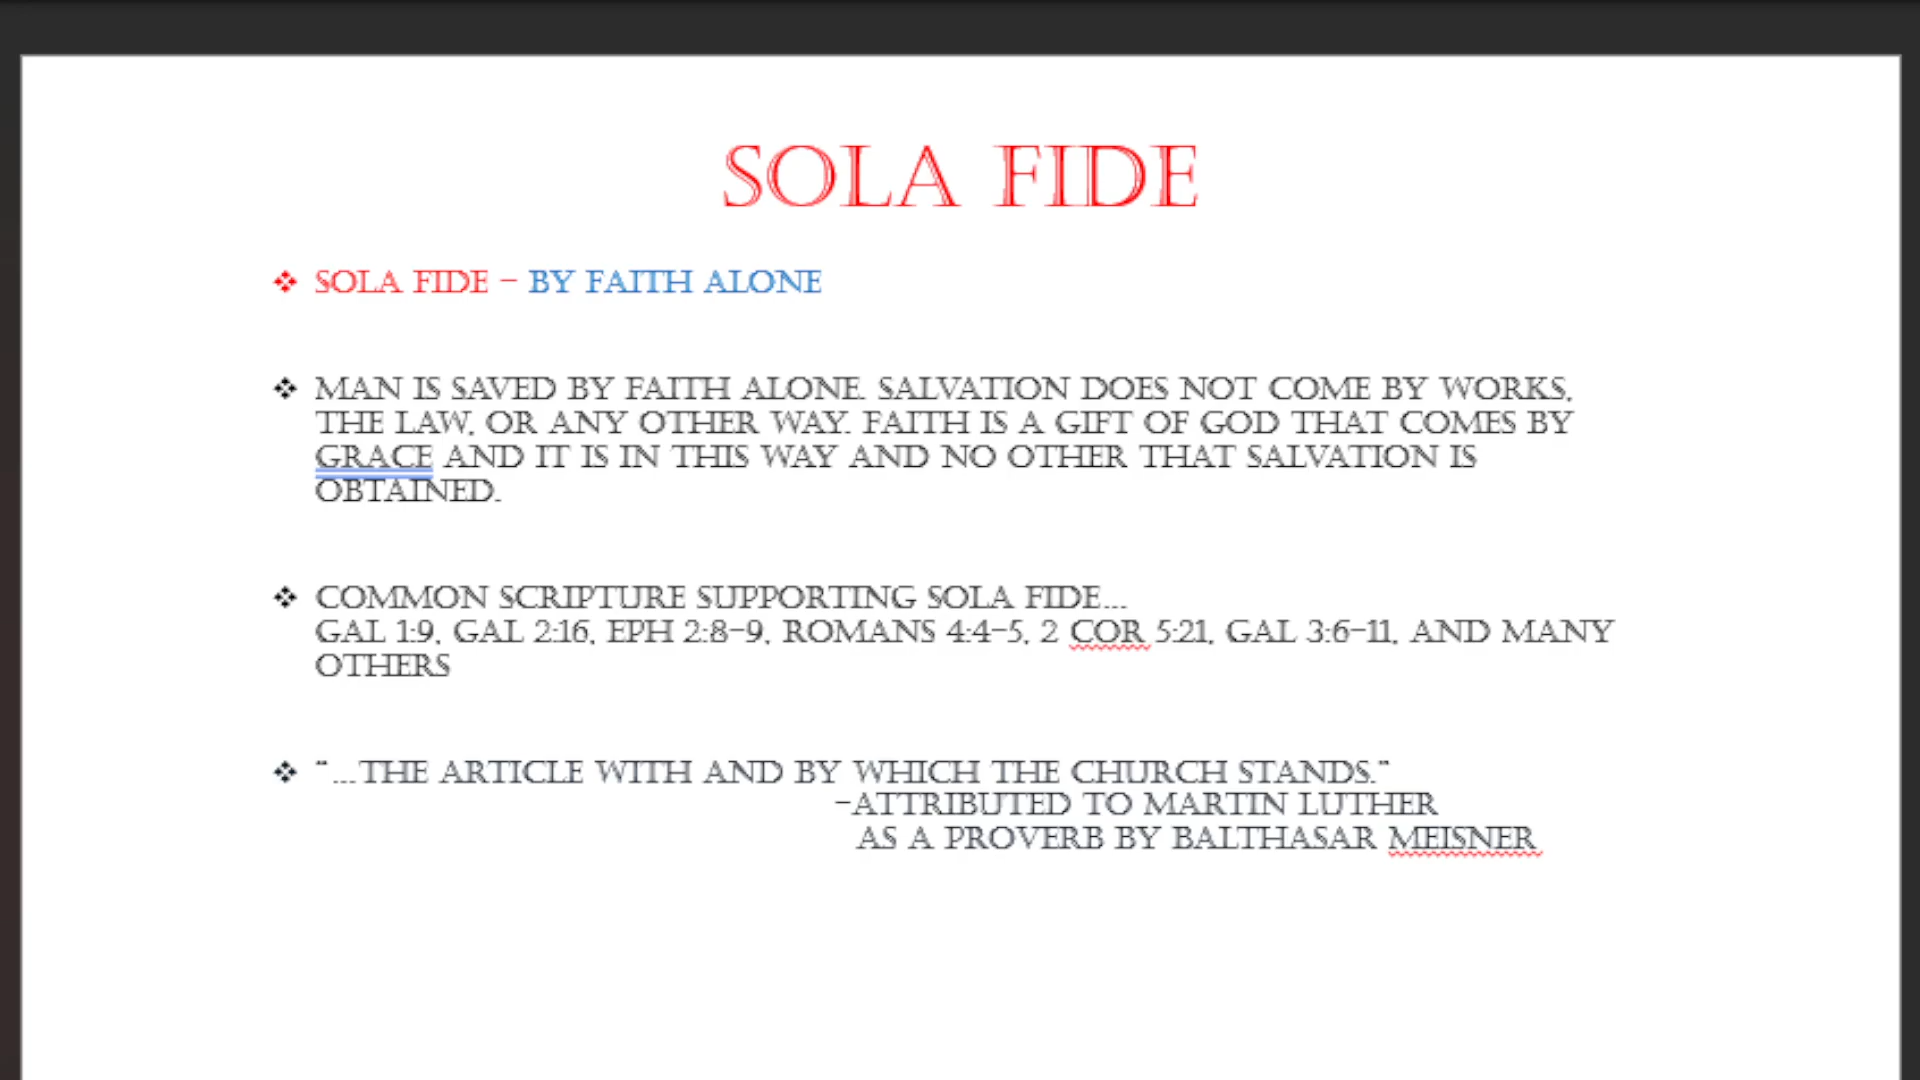 SOLA FIDE
❖ SOLA FIDE – BY FAITH ALONE
❖ MAN IS SAVED BY FAITH ALONE. SALVATION DOES NOT COME BY WORKS,
THE LAW, OR ANY OTHER WAY. FAITH IS A GIFT OF GOD THAT COMES BY
GRACE AND IT IS IN THIS WAY AND NO OTHER THAT SALVATION IS
OBTAINED.
❖ COMMON SCRIPTURE SUPPORTING SOLA FIDE…
GAL 1:9, GAL 2:16, EPH 2:8-9, ROMANS 4:4-5, 2 COR 5:21, GAL 3:6-11, AND MANY
OTHERS
❖ "…THE ARTICLE WITH AND BY WHICH THE CHURCH STANDS."
-ATTRIBUTED TO MARTIN LUTHER
AS A PROVERB BY BALTHASAR MEISNER